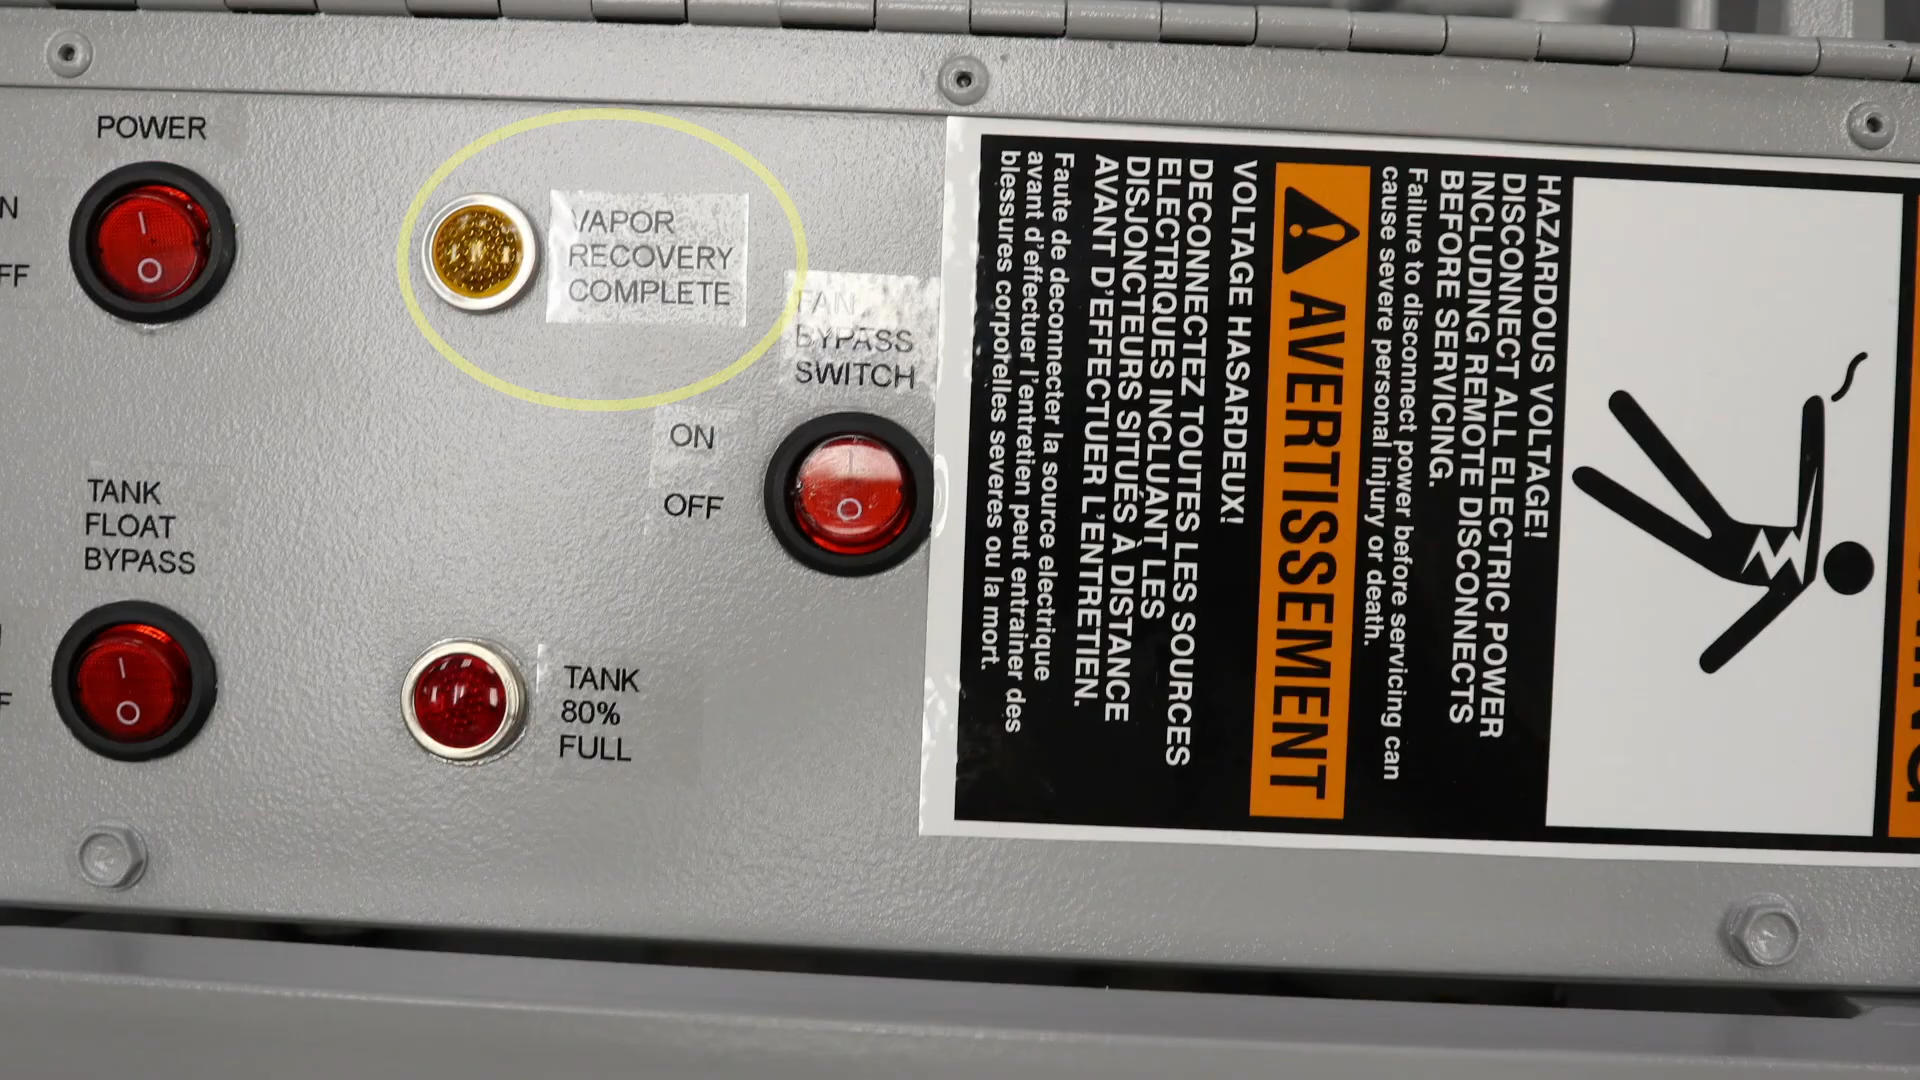 POWER
I
O
VAPOR
RECOVERY
COMPLETE
FAN
BYPASS
SWITCH
ON
OFF
I
O
TANK
FLOAT
BYPASS
I
O
TANK
80%
FULL
HAZARDOUS VOLTAGE!
DISCONNECT ALL ELECTRIC POWER
INCLUDING REMOTE DISCONNECTS
BEFORE SERVICING.
Failure to disconnect power before servicing can
cause severe personal injury or death.
AVERTISSEMENT
VOLTAGE HASARDEUX!
DECONNECTEZ TOUTES LES SOURCES
ELECTRIQUES INCLUANT LES
DISJONCTEURS SITUÉS À DISTANCE
AVANT D'EFFECTUER L'ENTRETIEN.
Faute de deconnecter la source electrique
avant d'effectuer l'entretien peut entrainer des
blessures corporelles severes ou la mort.